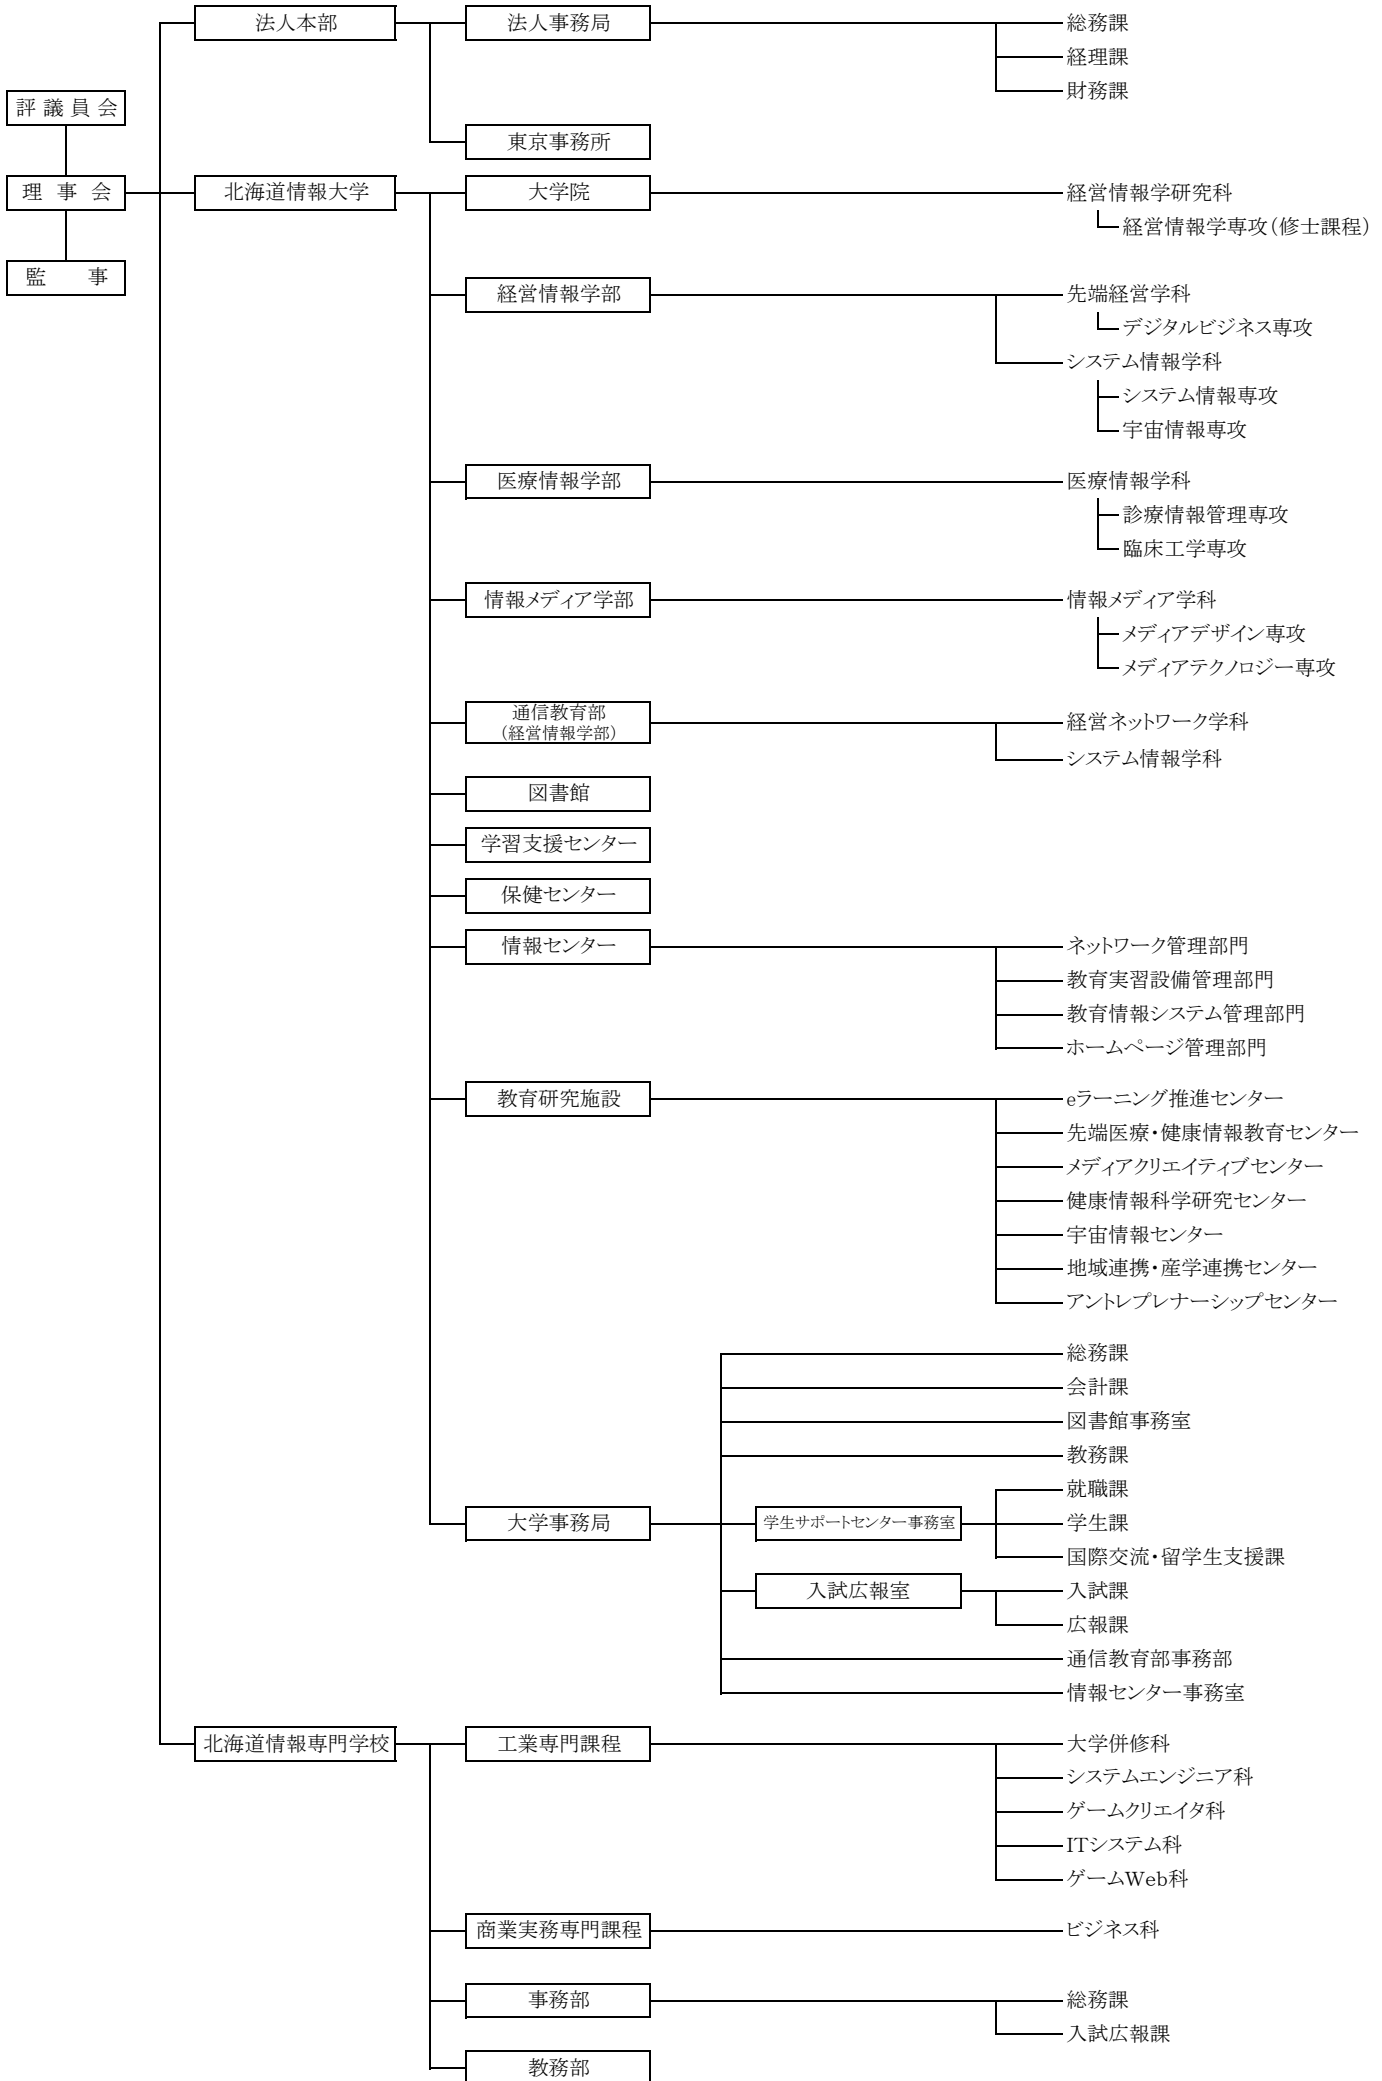 法人本部
法人事務局
総務課
経理課
財務課
評議員会
東京事務所
理事会
北海道情報大学
大学院
経営情報学研究科
経営情報学専攻（修士課程）
監　事
経営情報学部
先端経営学科
デジタルビジネス専攻
システム情報学科
システム情報専攻
宇宙情報専攻
医療情報学部
医療情報学科
診療情報管理専攻
臨床工学専攻
情報メディア学部
情報メディア学科
メディアデザイン専攻
メディアテクノロジー専攻
通信教育部
（経営情報学部）
経営ネットワーク学科
システム情報学科
図書館
学習支援センター
保健センター
情報センター
ネットワーク管理部門
教育実習設備管理部門
教育情報システム管理部門
ホームページ管理部門
教育研究施設
eラーニング推進センター
先端医療・健康情報教育センター
メディアクリエイティブセンター
健康情報科学研究センター
宇宙情報センター
地域連携・産学連携センター
アントレプレナーシップセンター
総務課
会計課
図書館事務室
教務課
就職課
大学事務局
学生サポートセンター事務室
学生課
国際交流・留学生支援課
入試広報室
入試課
広報課
通信教育部事務部
情報センター事務室
北海道情報専門学校
工業専門課程
大学併修科
システムエンジニア科
ゲームクリエイタ科
ITシステム科
ゲームWeb科
商業実務専門課程
ビジネス科
事務部
総務課
入試広報課
教務部